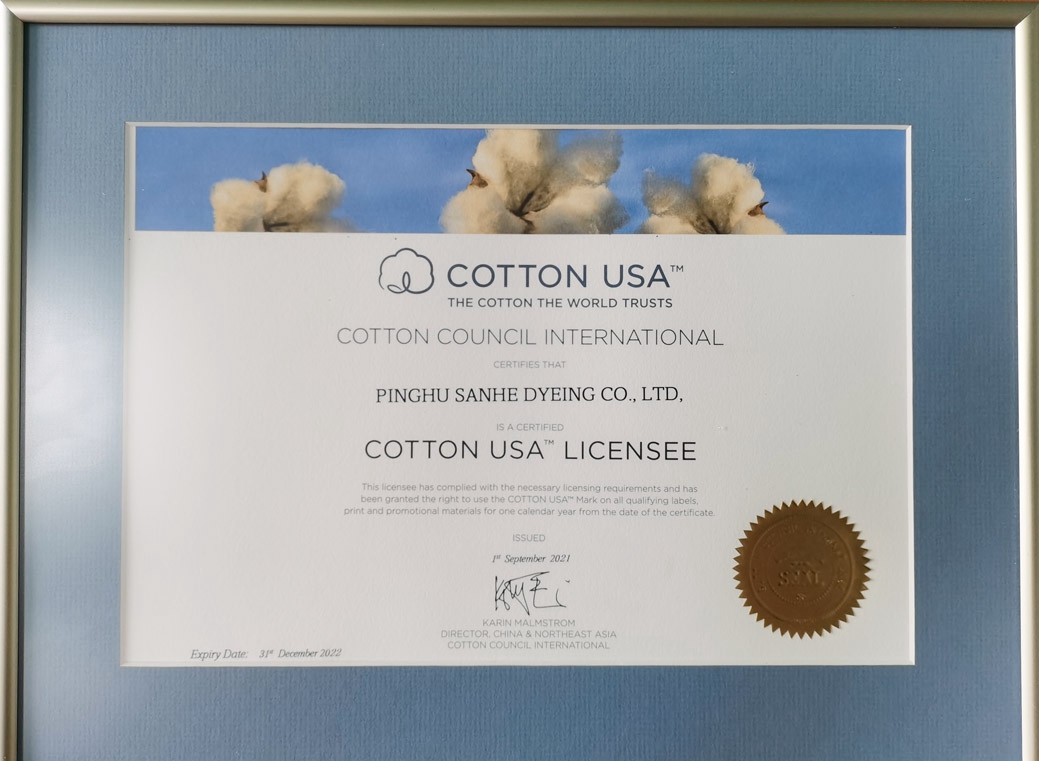 COTTON USA™
THE COTTON THE WORLD TRUSTS
COTTON COUNCIL INTERNATIONAL
CERTIFIES THAT
PINGHU SANHE DYEING CO., LTD,
IS A CERTIFIED
COTTON USA™ LICENSEE
This licensee has complied with the necessary licensing requirements and has
been granted the right to use the COTTON USA™ Mark on all qualifying labels,
print and promotional materials for one calendar year from the date of the certificate.
ISSUED
1st September 2021
KARIN MALMSTROM
DIRECTOR, CHINA & NORTHEAST ASIA
COTTON COUNCIL INTERNATIONAL
Expiry Date: 31st December 2022
SEAL